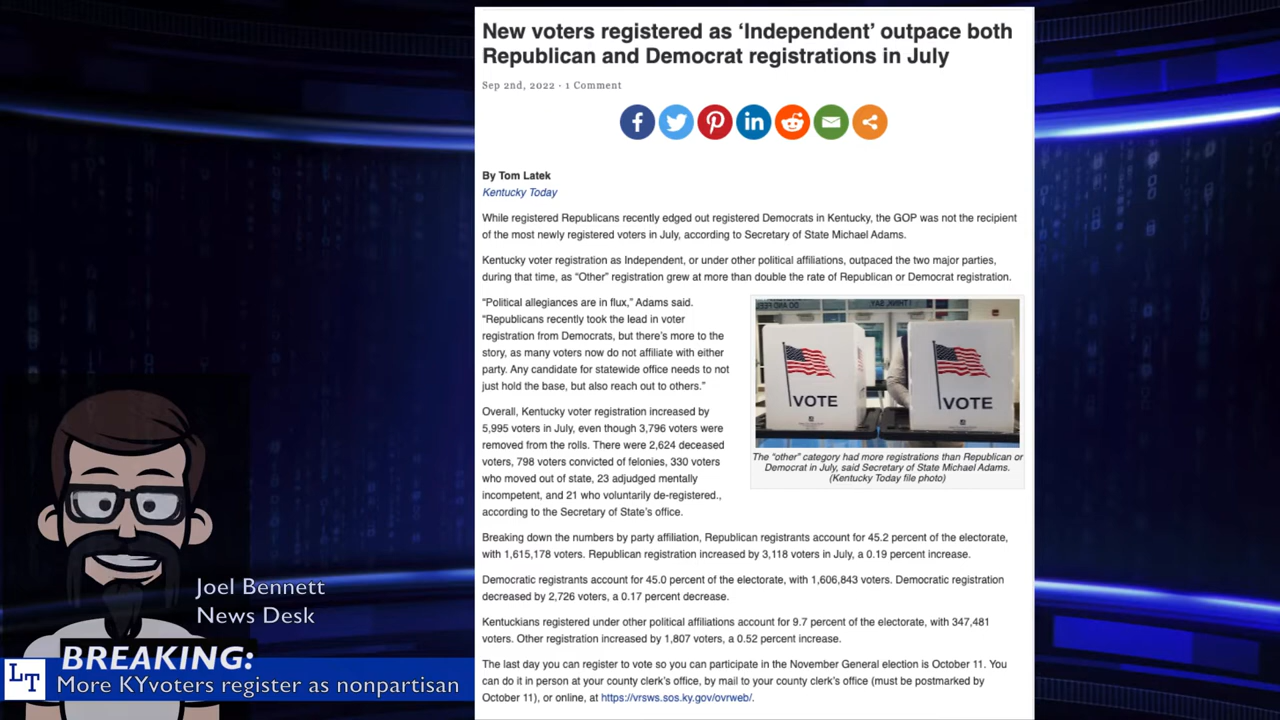 New voters registered as ‘Independent’ outpace both
Republican and Democrat registrations in July
Sep 2nd, 2022 · 1 Comment
By Tom Latek
Kentucky Today
While registered Republicans recently edged out registered Democrats in Kentucky, the GOP was not the recipient
of the most newly registered voters in July, according to Secretary of State Michael Adams.
Kentucky voter registration as Independent, or under other political affiliations, outpaced the two major parties,
during that time, as “Other” registration grew at more than double the rate of Republican or Democrat registration.
“Political allegiances are in flux,” Adams said.
“Republicans recently took the lead in voter
registration from Democrats, but there’s more to the
story, as many voters now do not affiliate with either
party. Any candidate for statewide office needs to not
just hold the base, but also reach out to others.”
VOTE
VOTE
The “other” category had more registrations than Republican or
Democrat in July, said Secretary of State Michael Adams.
(Kentucky Today file photo)
Overall, Kentucky voter registration increased by
5,995 voters in July, even though 3,796 voters were
removed from the rolls. There were 2,624 deceased
voters, 798 voters convicted of felonies, 330 voters
who moved out of state, 23 adjudged mentally
incompetent, and 21 who voluntarily de-registered.,
according to the Secretary of State’s office.
Breaking down the numbers by party affiliation, Republican registrants account for 45.2 percent of the electorate,
with 1,615,178 voters. Republican registration increased by 3,118 voters in July, a 0.19 percent increase.
Democratic registrants account for 45.0 percent of the electorate, with 1,606,843 voters. Democratic registration
decreased by 2,726 voters, a 0.17 percent decrease.
Kentuckians registered under other political affiliations account for 9.7 percent of the electorate, with 347,481
voters. Other registration increased by 1,807 voters, a 0.52 percent increase.
The last day you can register to vote so you can participate in the November General election is October 11. You
can do it in person at your county clerk’s office, by mail to your county clerk’s office (must be postmarked by
October 11), or online, at https://vrsws.sos.ky.gov/ovrweb/.
Joel Bennett
News Desk
BREAKING:
LT
More KYvoters register as nonpartisan